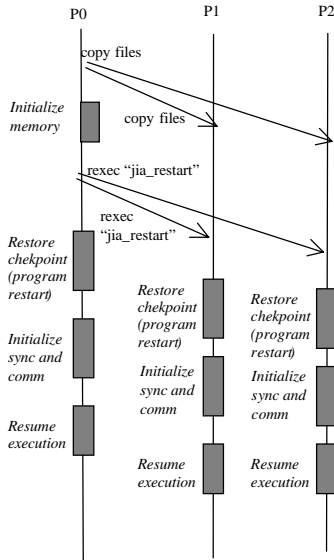 P0
P1
P2
copy files
Initialize
memory
copy files
rexec “jia_restart”
rexec
“jia_restart”
Restore
chekpoint
(program
restart)
Restore
chekpoint
(program
restart)
Restore
chekpoint
(program
restart)
Initialize
sync and
comm
Initialize
sync and
comm
Initialize
sync and
comm
Resume
execution
Resume
execution
Resume
execution